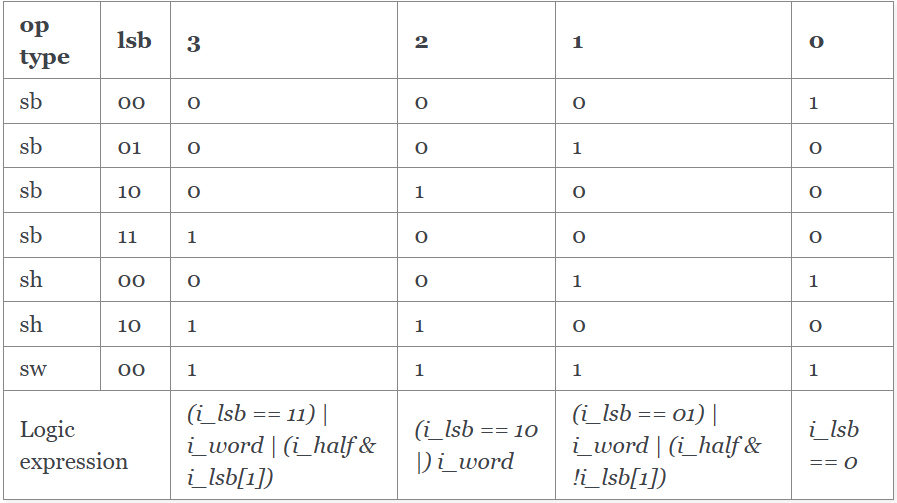 op type lsb 3 2 1 0
sb 00 0 0 0 1
sb 01 0 0 1 0
sb 10 0 1 0 0
sb 11 1 0 0 0
sh 00 0 0 1 1
sh 10 1 1 0 0
sw 00 1 1 1 1
Logic
expression
(i_lsb == 11) |
i_word | (i_half &
i_lsb[1])
(i_lsb == 10
|) i_word
(i_lsb == 01) |
i_word | (i_half &
!i_lsb[1])
i_lsb
== 0